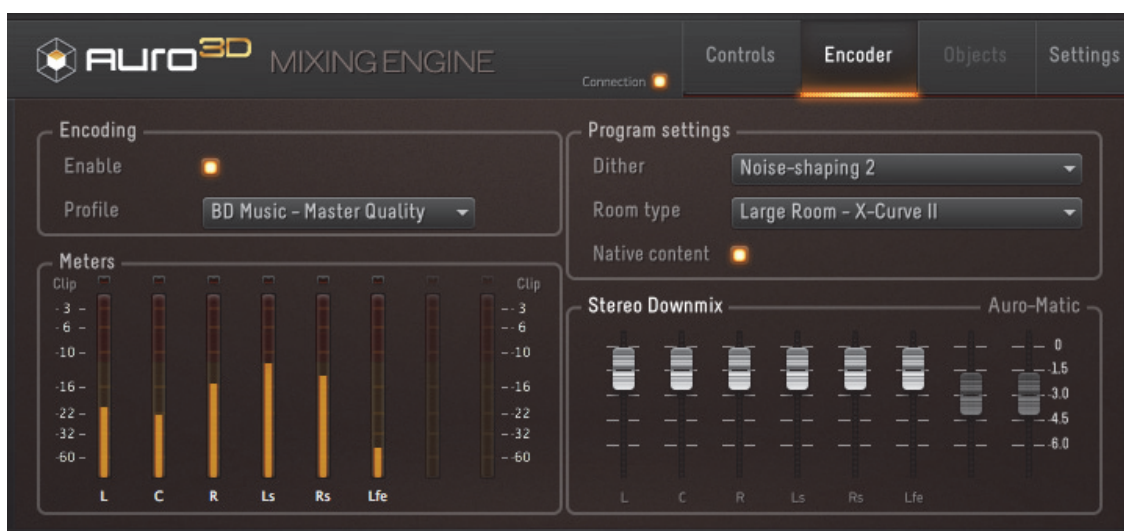 AURO3D MIXING ENGINE
Connection
Controls
Encoder
Objects
Settings
Encoding
Enable
Profile
BD Music - Master Quality
Program settings
Dither
Noise-shaping 2
Room type
Large Room - X-Curve II
Native content
Meters
Clip
Clip
- 3 -
- 6 -
-10 -
-16 -
-22 -
-32 -
-60 -
- - 3
- - 6
- -10
- -16
- -22
- -32
- -60
L C R Ls Rs Lfe
Stereo Downmix
Auro-Matic
0
-1.5
-3.0
-4.5
-6.0
L C R Ls Rs Lfe